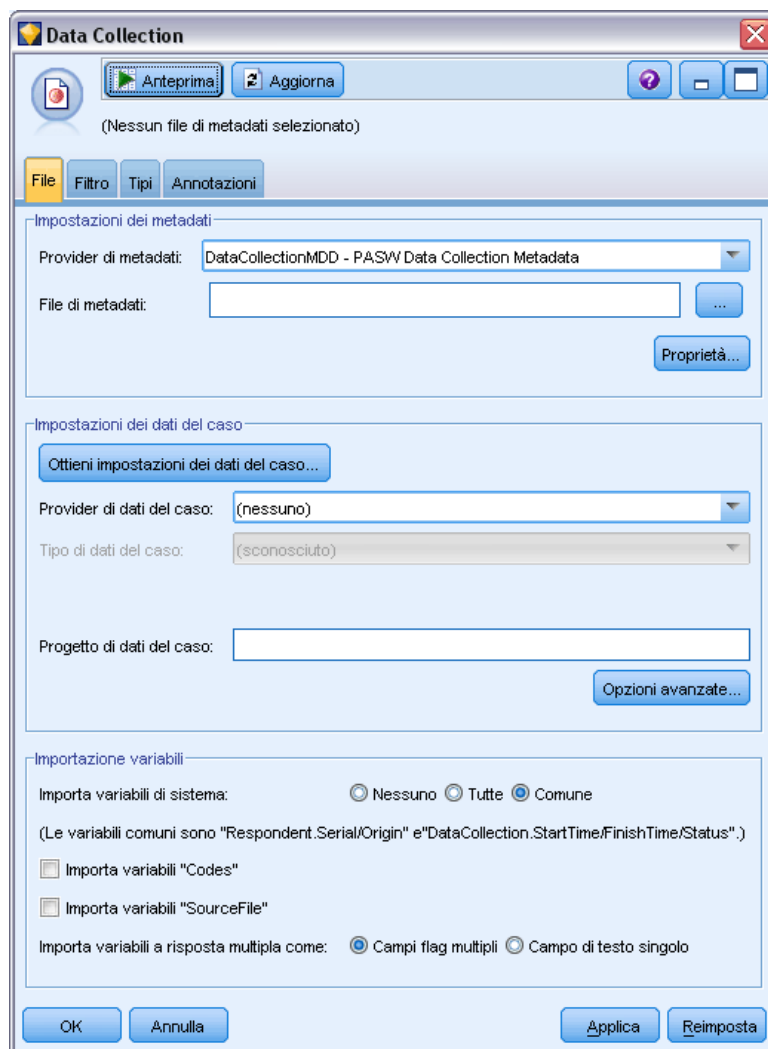 Data Collection
Anteprima Aggiorna
(Nessun file di metadati selezionato)
File Filtro Tipi Annotazioni
Impostazioni dei metadati
Provider di metadati: DataCollectionMDD - PASW Data Collection Metadata
File di metadati: ...
Proprietà...
Impostazioni dei dati del caso
Ottieni impostazioni dei dati del caso...
Provider di dati del caso: (nessuno)
Tipo di dati del caso: (sconosciuto)
Progetto di dati del caso:
Opzioni avanzate...
Importazione variabili
Importa variabili di sistema: Nessuno Tutte Comune
(Le variabili comuni sono "Respondent.Serial/Origin" e"DataCollection.StartTime/FinishTime/Status".)
Importa variabili "Codes"
Importa variabili "SourceFile"
Importa variabili a risposta multipla come: Campi flag multipli Campo di testo singolo
OK Annulla Applica Reimposta